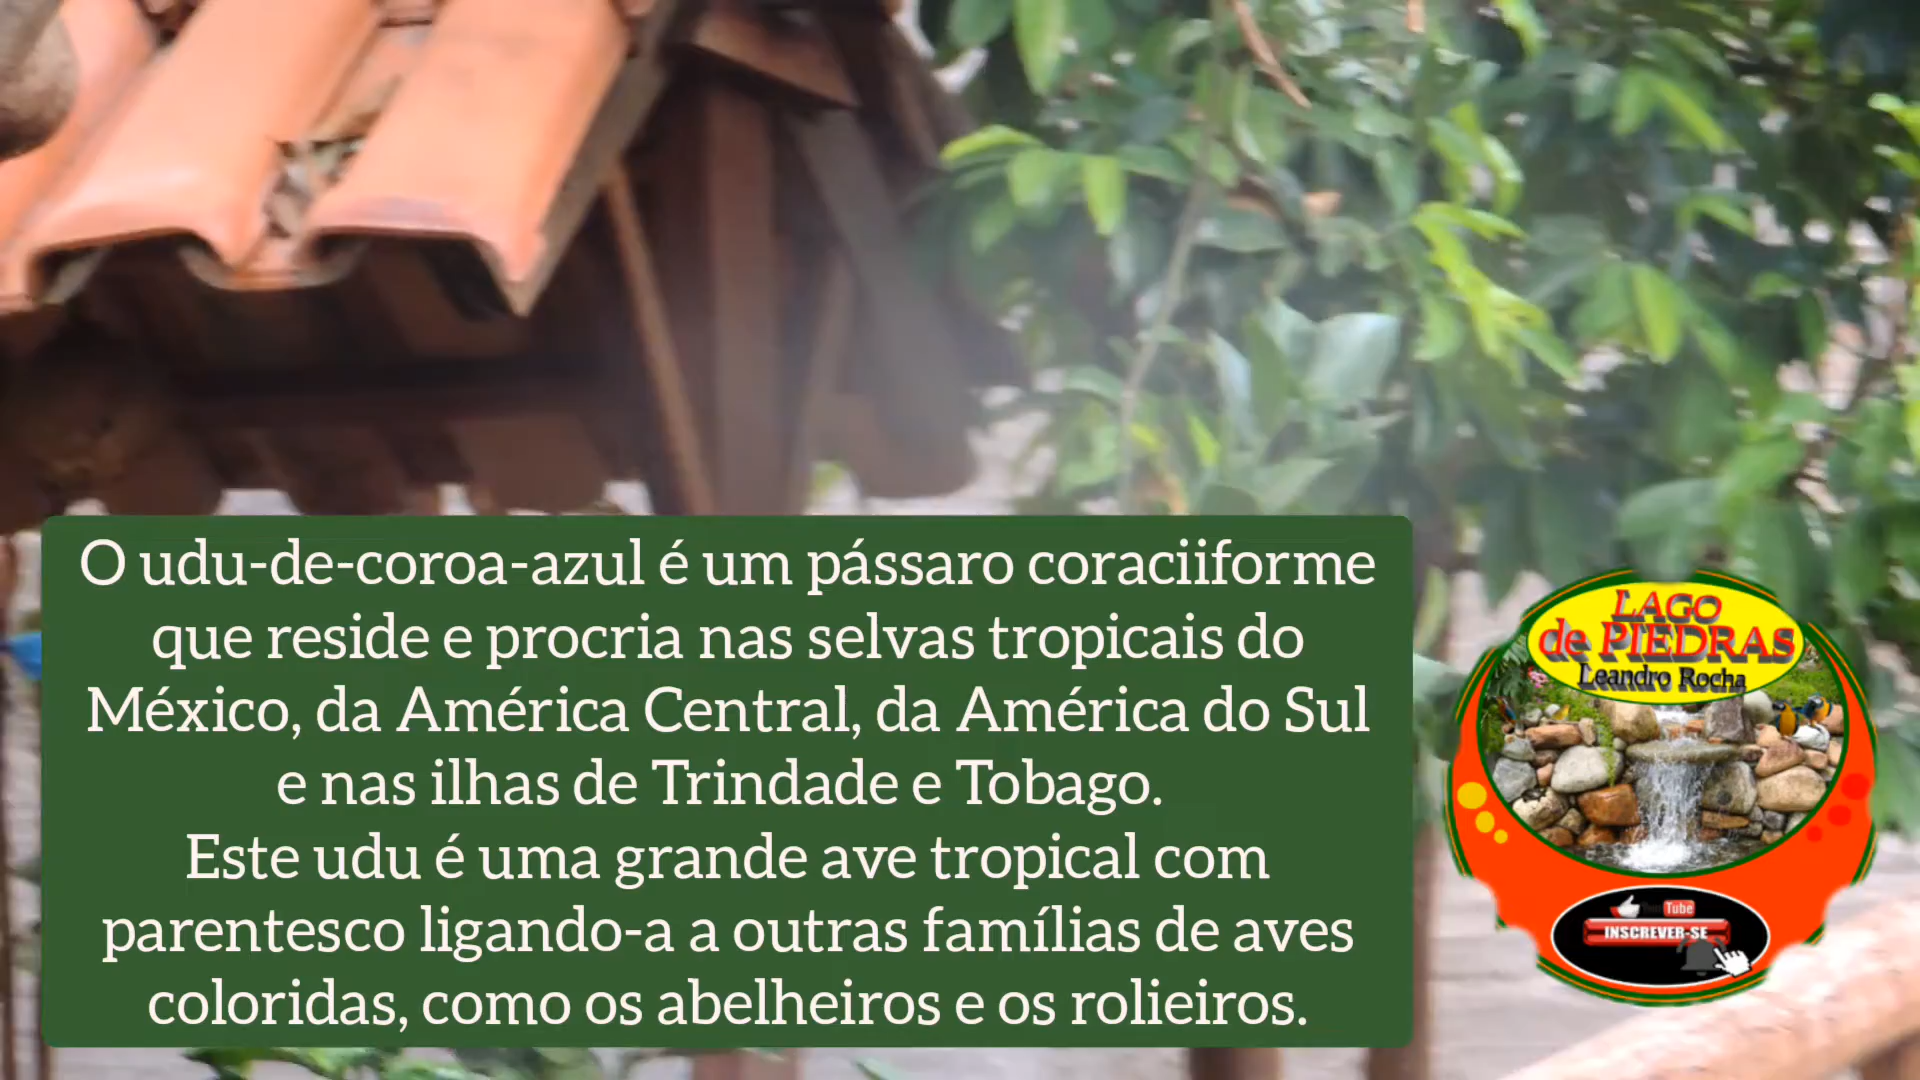 O udu-de-coroa-azul é um pássaro coraciiforme
que reside e procria nas selvas tropicais do
México, da América Central, da América do Sul
e nas ilhas de Trindade e Tobago.
Este udu é uma grande ave tropical com
parentesco ligando-a a outras famílias de aves
coloridas, como os abelheiros e os rolieiros.
LAGO
de PIEDRAS
Leandro Rocha
YouTube
INSCREVER-SE